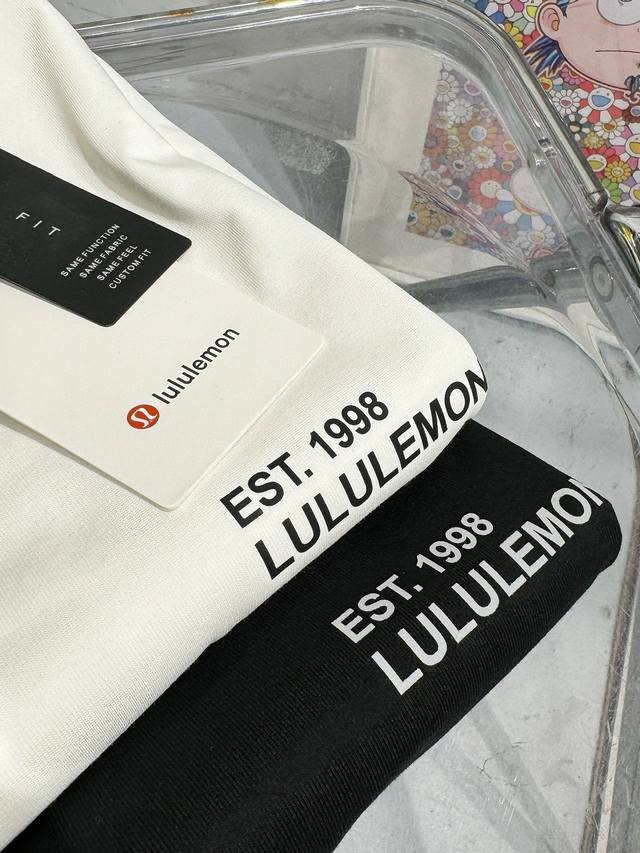 FIT
SAME FUNCTION
SAME FABRIC
SAME FEEL
CUSTOM FIT
lululemon
EST. 1998
LULULEMON
EST. 1998
LULULEMON